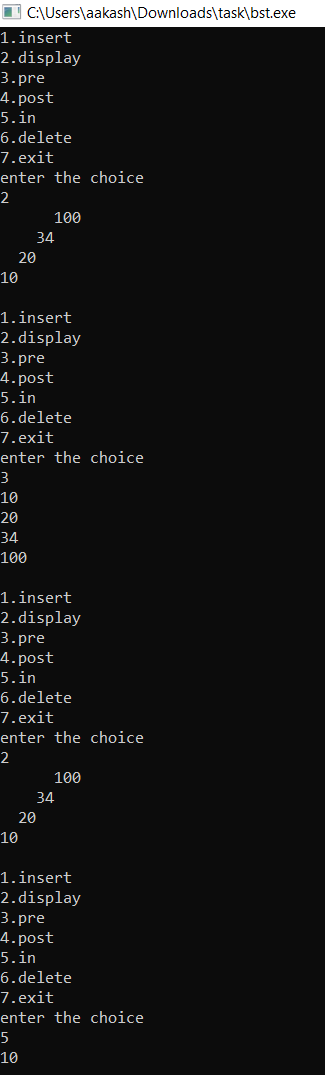 C:\Users\aakash\Downloads\task\bst.exe
1.insert
2.display
3.pre
4.post
5.in
6.delete
7.exit
enter the choice
2
      100
    34
  20
10

1.insert
2.display
3.pre
4.post
5.in
6.delete
7.exit
enter the choice
3
10
20
34
100

1.insert
2.display
3.pre
4.post
5.in
6.delete
7.exit
enter the choice
2
      100
    34
  20
10

1.insert
2.display
3.pre
4.post
5.in
6.delete
7.exit
enter the choice
5
10